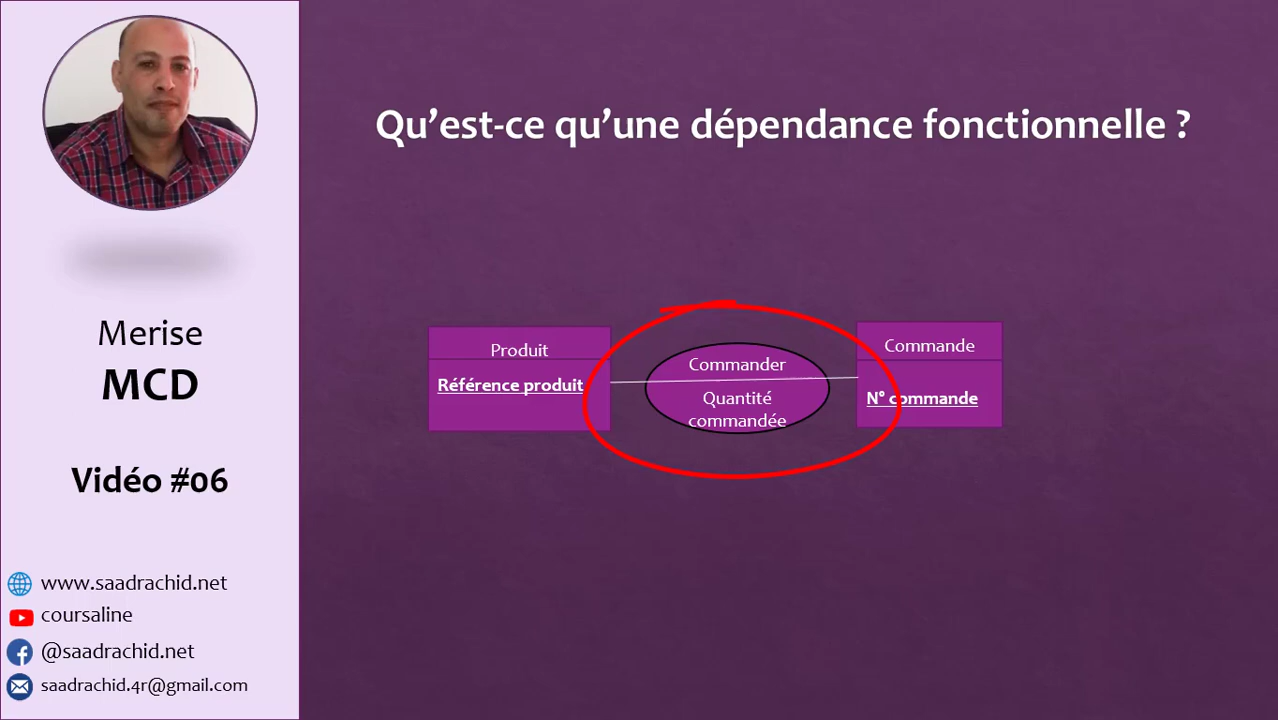 Qu'est-ce qu'une dépendance fonctionnelle ?
Produit
Référence produit
Commander
Quantité
commandée
Commande
N° commande
Merise
MCD
Vidéo #06
www.saadrachid.net
coursaline
@saadrachid.net
saadrachid.4r@gmail.com